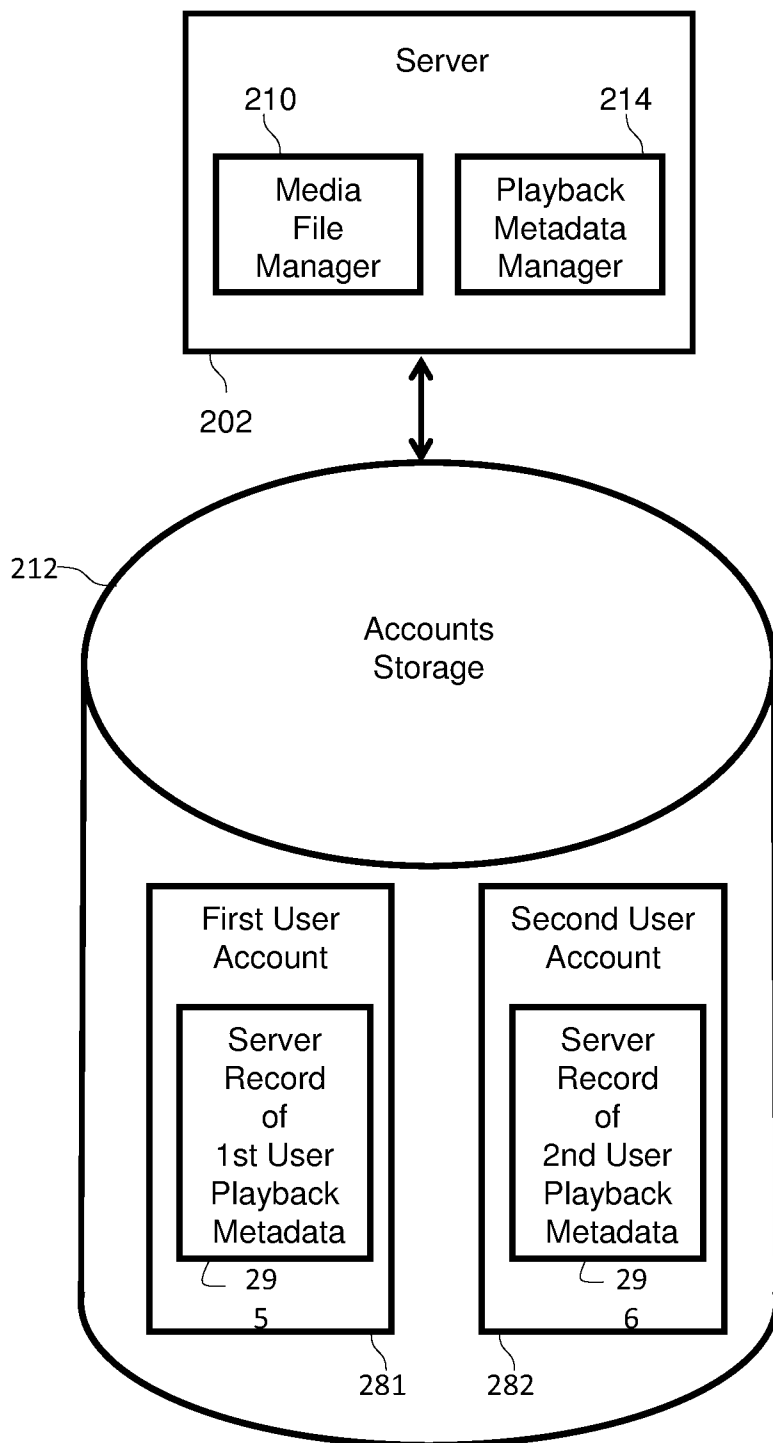 Server
210
214
Media
File
Manager
Playback
Metadata
Manager
202
212
Accounts
Storage
First User
Account
Server
Record
of
1st User
Playback
Metadata
29
5
281
Second User
Account
Server
Record
of
2nd User
Playback
Metadata
29
6
282